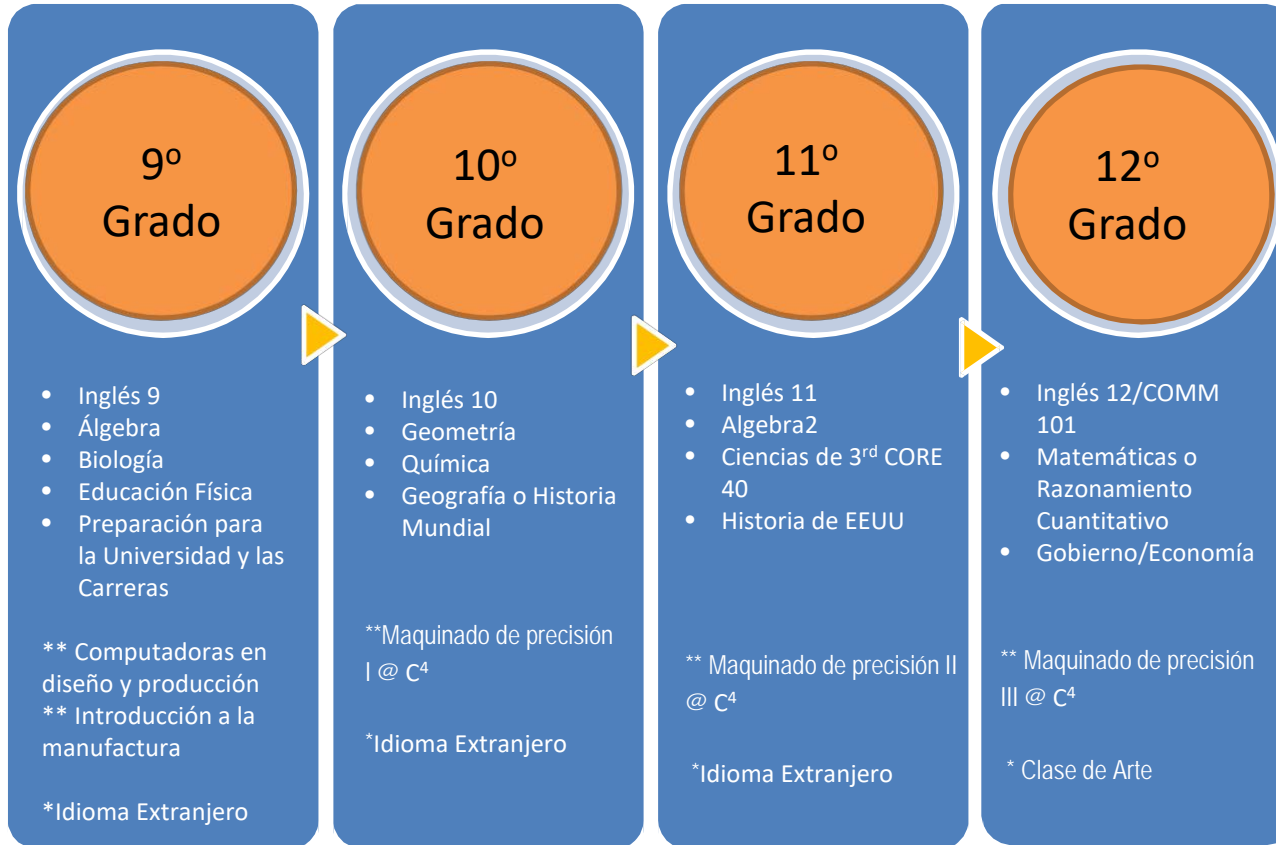 9º
Grado
• Inglés 9
• Álgebra
• Biología
• Educación Física
• Preparación para
la Universidad y las
Carreras
** Computadoras en
diseño y producción
** Introducción a la
manufactura
*Idioma Extranjero
10º
Grado
• Inglés 10
• Geometría
• Química
• Geografía o Historia
Mundial
**Maquinado de precisión
I @ C⁴
*Idioma Extranjero
11º
Grado
• Inglés 11
• Algebra2
• Ciencias de 3rd CORE
40
• Historia de EEUU
** Maquinado de precisión II
@ C⁴
*Idioma Extranjero
12º
Grado
• Inglés 12/COMM
101
• Matemáticas o
Razonamiento
Cuantitativo
• Gobierno/Economía
** Maquinado de precisión
III @ C⁴
* Clase de Arte